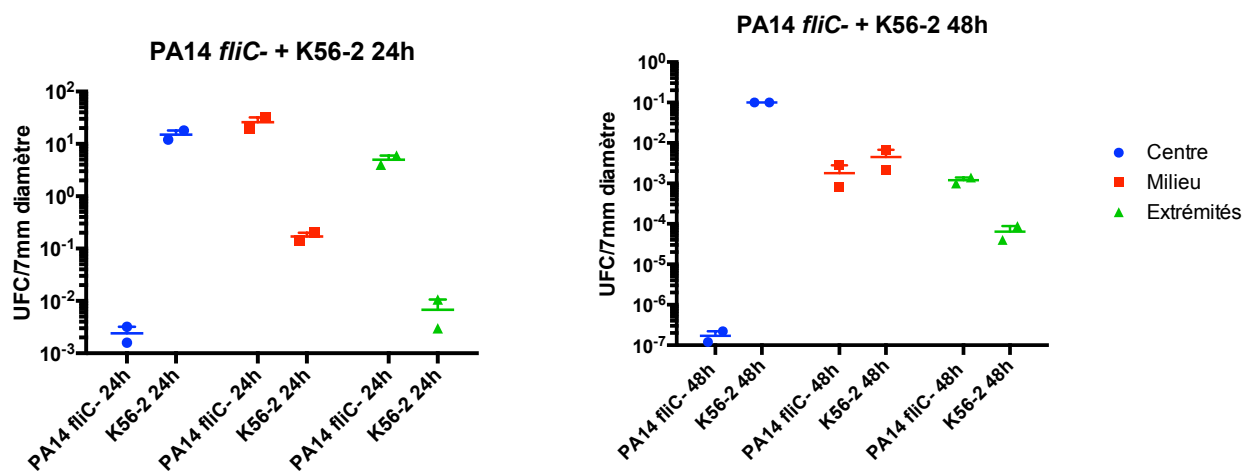 PA14 fliC- + K56-2 24h
UFC/7mm diamètre
10²
10¹
10⁰
10⁻¹
10⁻²
10⁻³
PA14 fliC- 24h
K56-2 24h
PA14 fliC- 24h
K56-2 24h
PA14 fliC- 24h
K56-2 24h
PA14 fliC- + K56-2 48h
UFC/7mm diamètre
10⁰
10⁻¹
10⁻²
10⁻³
10⁻⁴
10⁻⁵
10⁻⁶
10⁻⁷
PA14 fliC- 48h
K56-2 48h
PA14 fliC- 48h
K56-2 48h
PA14 fliC- 48h
K56-2 48h
Centre
Milieu
Extrémités